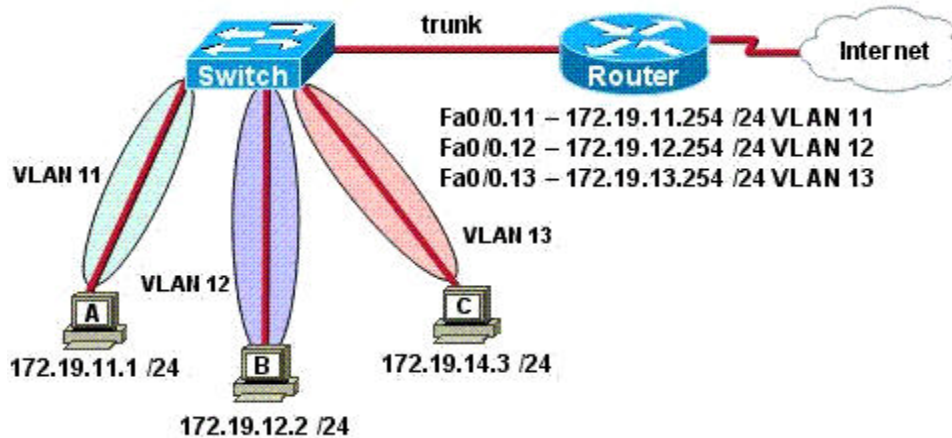 trunk
Switch
Router
Internet
Fa0/0.11 – 172.19.11.254 /24 VLAN 11
Fa0/0.12 – 172.19.12.254 /24 VLAN 12
Fa0/0.13 – 172.19.13.254 /24 VLAN 13
VLAN 11
VLAN 12
VLAN 13
A
172.19.11.1 /24
B
172.19.12.2 /24
C
172.19.14.3 /24